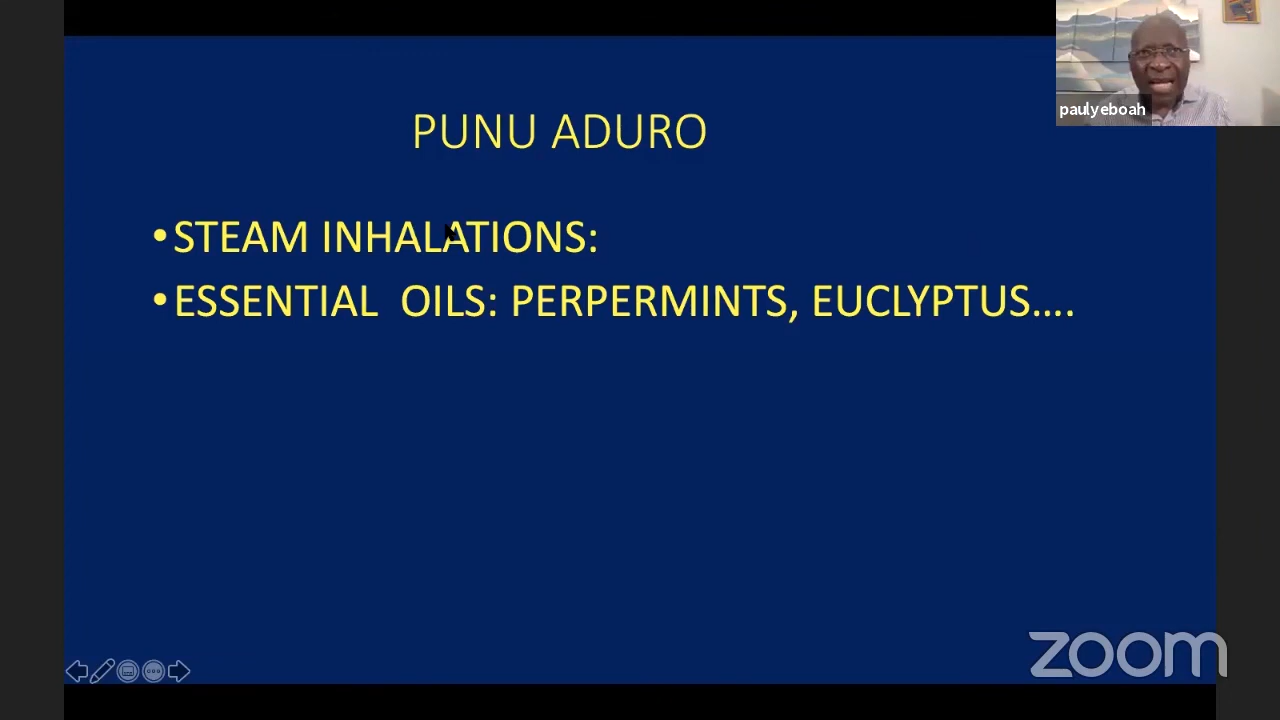 paulyeboah
PUNU ADURO
•STEAM INHALATIONS:
•ESSENTIAL OILS: PERPERMINTS, EUCLYPTUS....
zoom